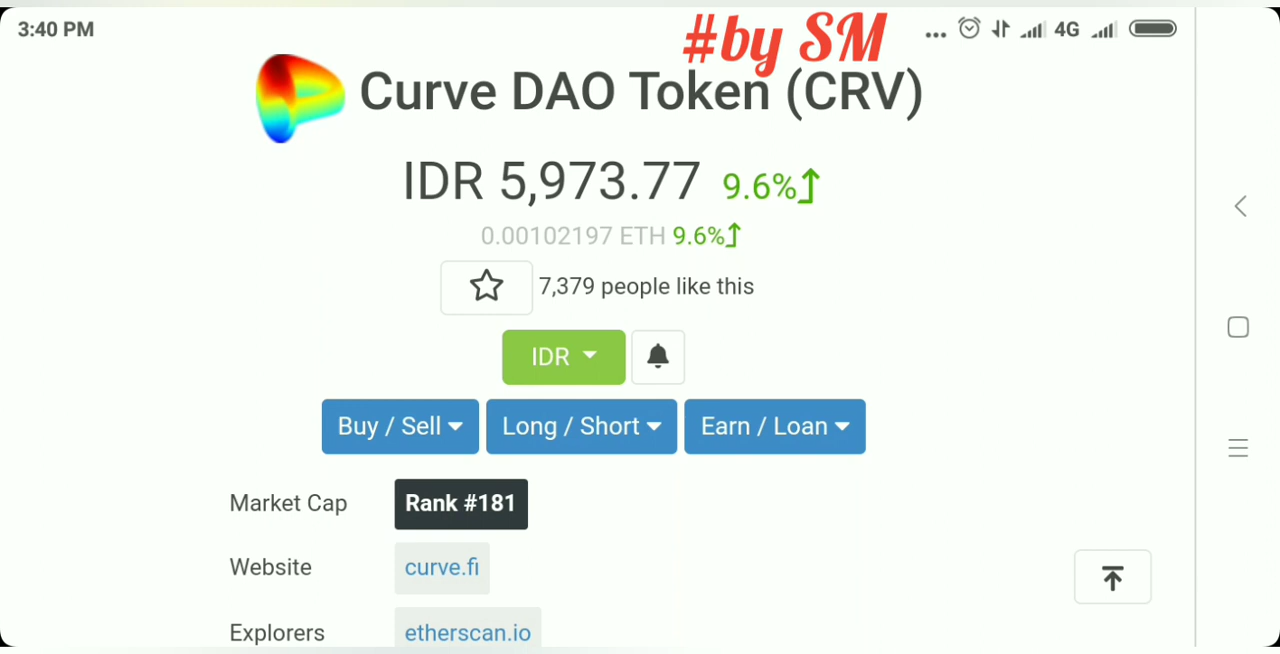 3:40 PM
#by SM
... 4G
Curve DAO Token (CRV)
IDR 5,973.77 9.6%
0.00102197 ETH 9.6%
7,379 people like this
IDR
Buy / Sell Long / Short Earn / Loan
Market Cap Rank #181
Website curve.fi
Explorers etherscan.io